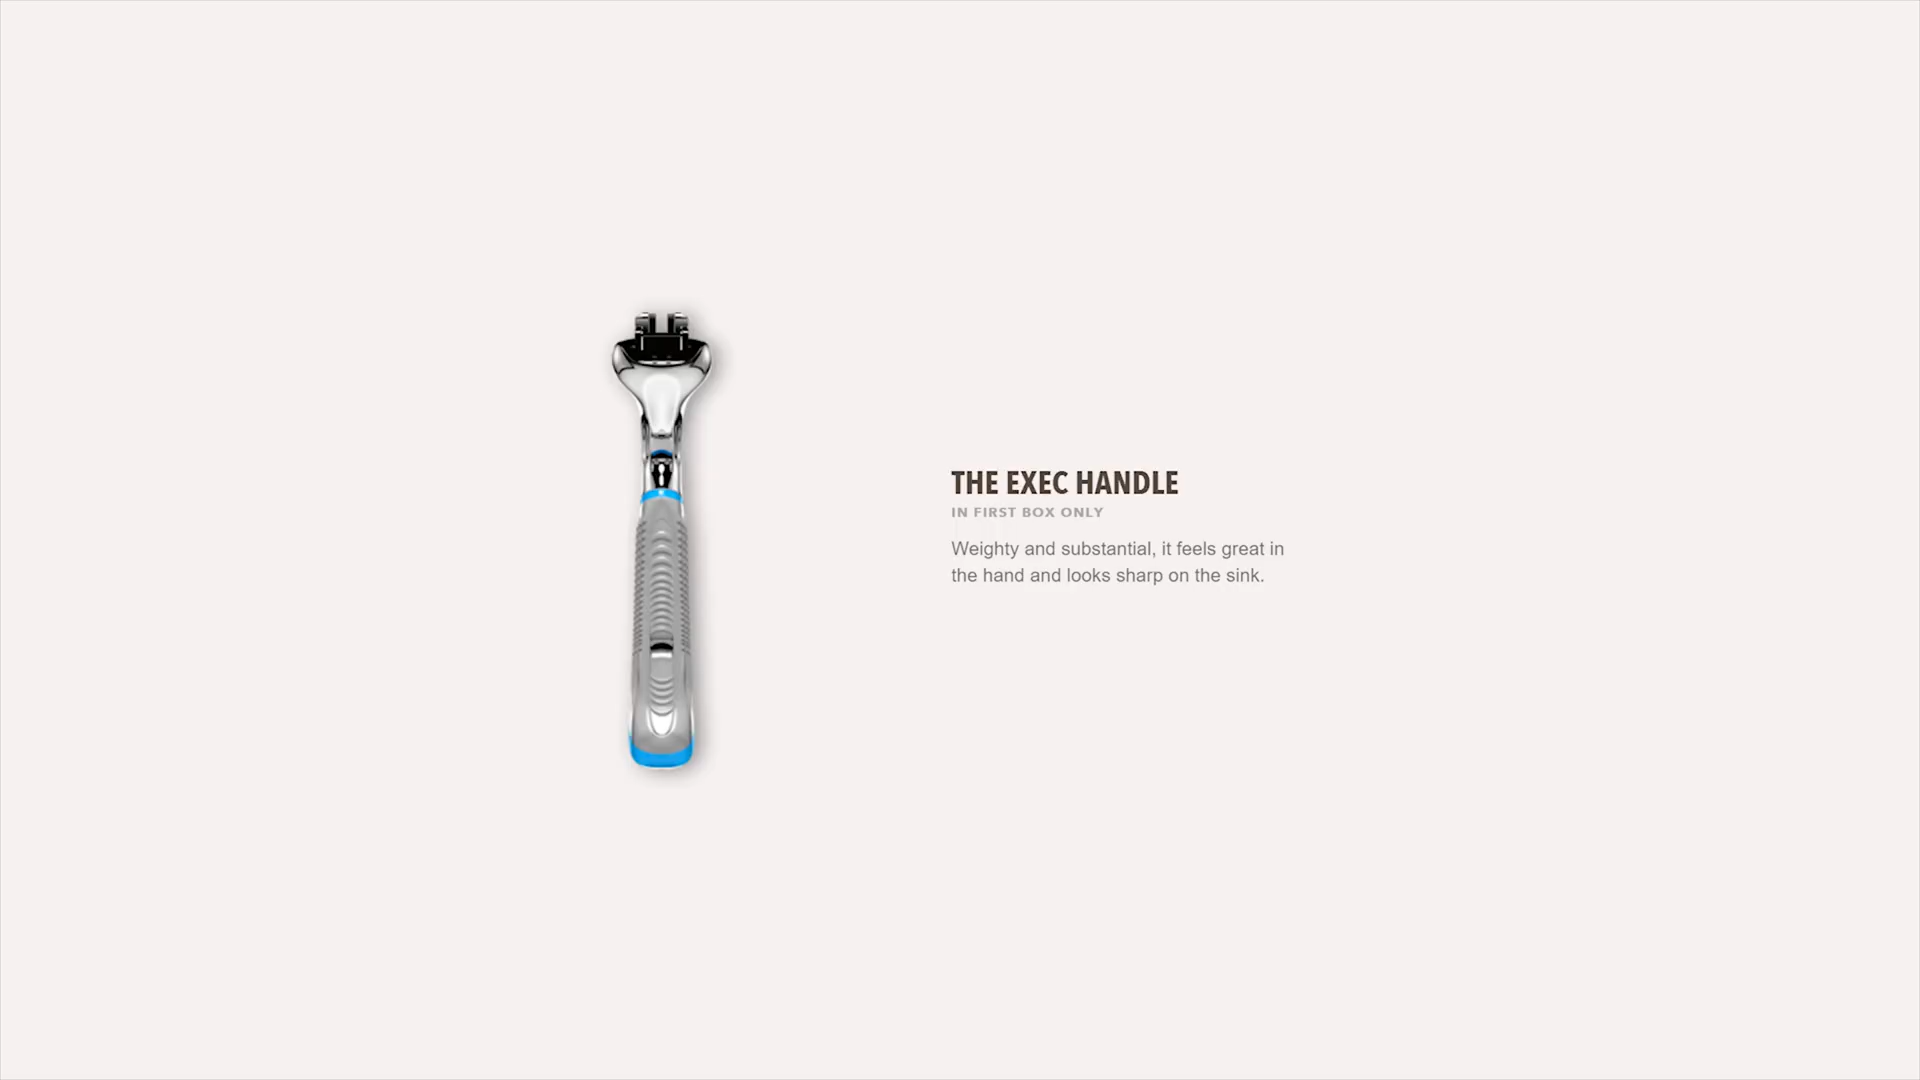 THE EXEC HANDLE
IN FIRST BOX ONLY
Weighty and substantial, it feels great in
the hand and looks sharp on the sink.